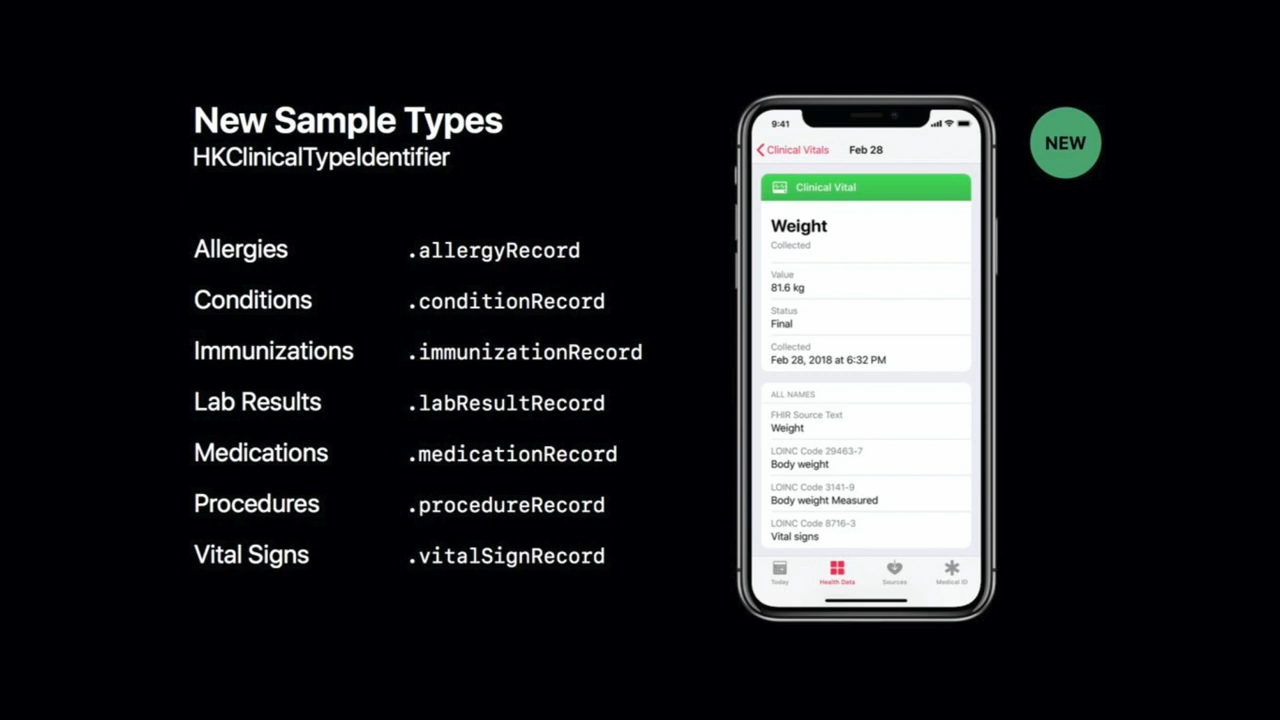 New Sample Types
HKClinicalTypeIdentifier
Allergies .allergyRecord
Conditions .conditionRecord
Immunizations .immunizationRecord
Lab Results .labResultRecord
Medications .medicationRecord
Procedures .procedureRecord
Vital Signs .vitalSignRecord
9:41
Clinical Vitals Feb 28
Clinical Vital
Weight
Collected
Value
81.6 kg
Status
Final
Collected
Feb 28, 2018 at 6:32 PM
ALL NAMES
FHIR Source Text
Weight
LOINC Code 29463-7
Body weight
LOINC Code 3141-9
Body weight Measured
LOINC Code 8716-3
Vital signs
Today Health Data Sources Medical ID
NEW